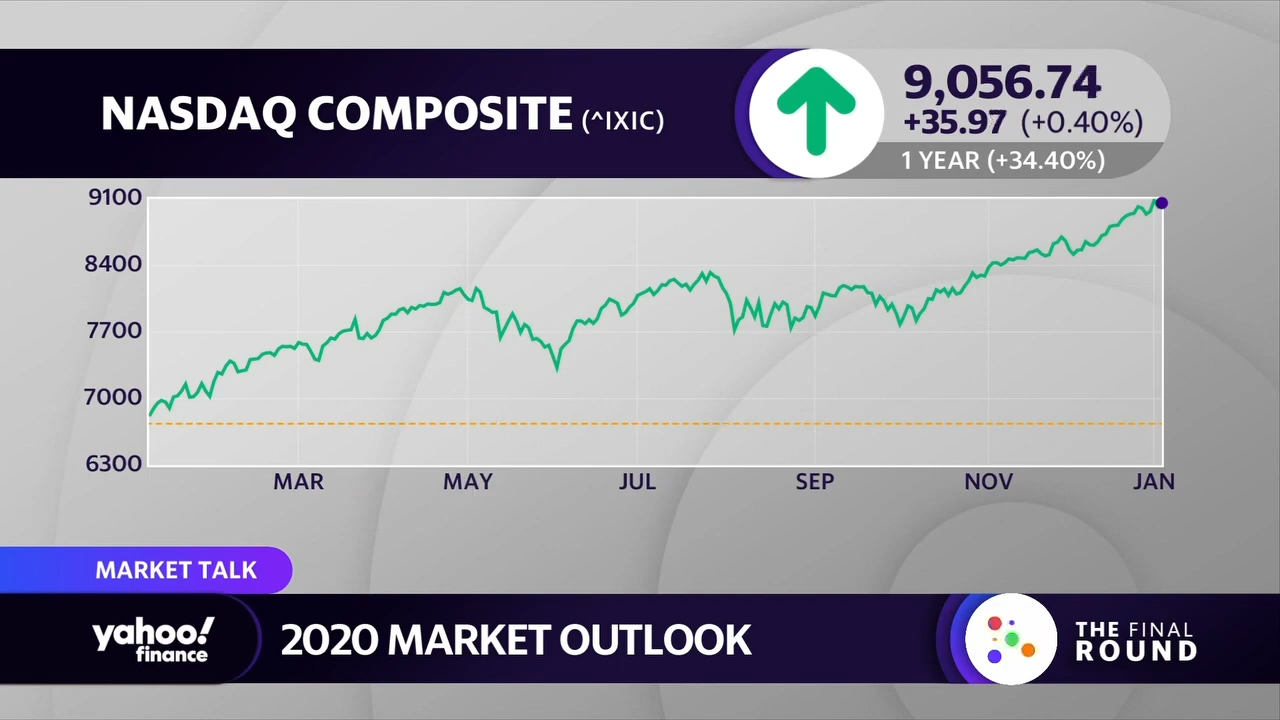 NASDAQ COMPOSITE (^IXIC)
9,056.74
+35.97 (+0.40%)
1 YEAR (+34.40%)
9100
8400
7700
7000
6300
MAR MAY JUL SEP NOV JAN
MARKET TALK
yahoo!
finance
2020 MARKET OUTLOOK
THE FINAL
ROUND